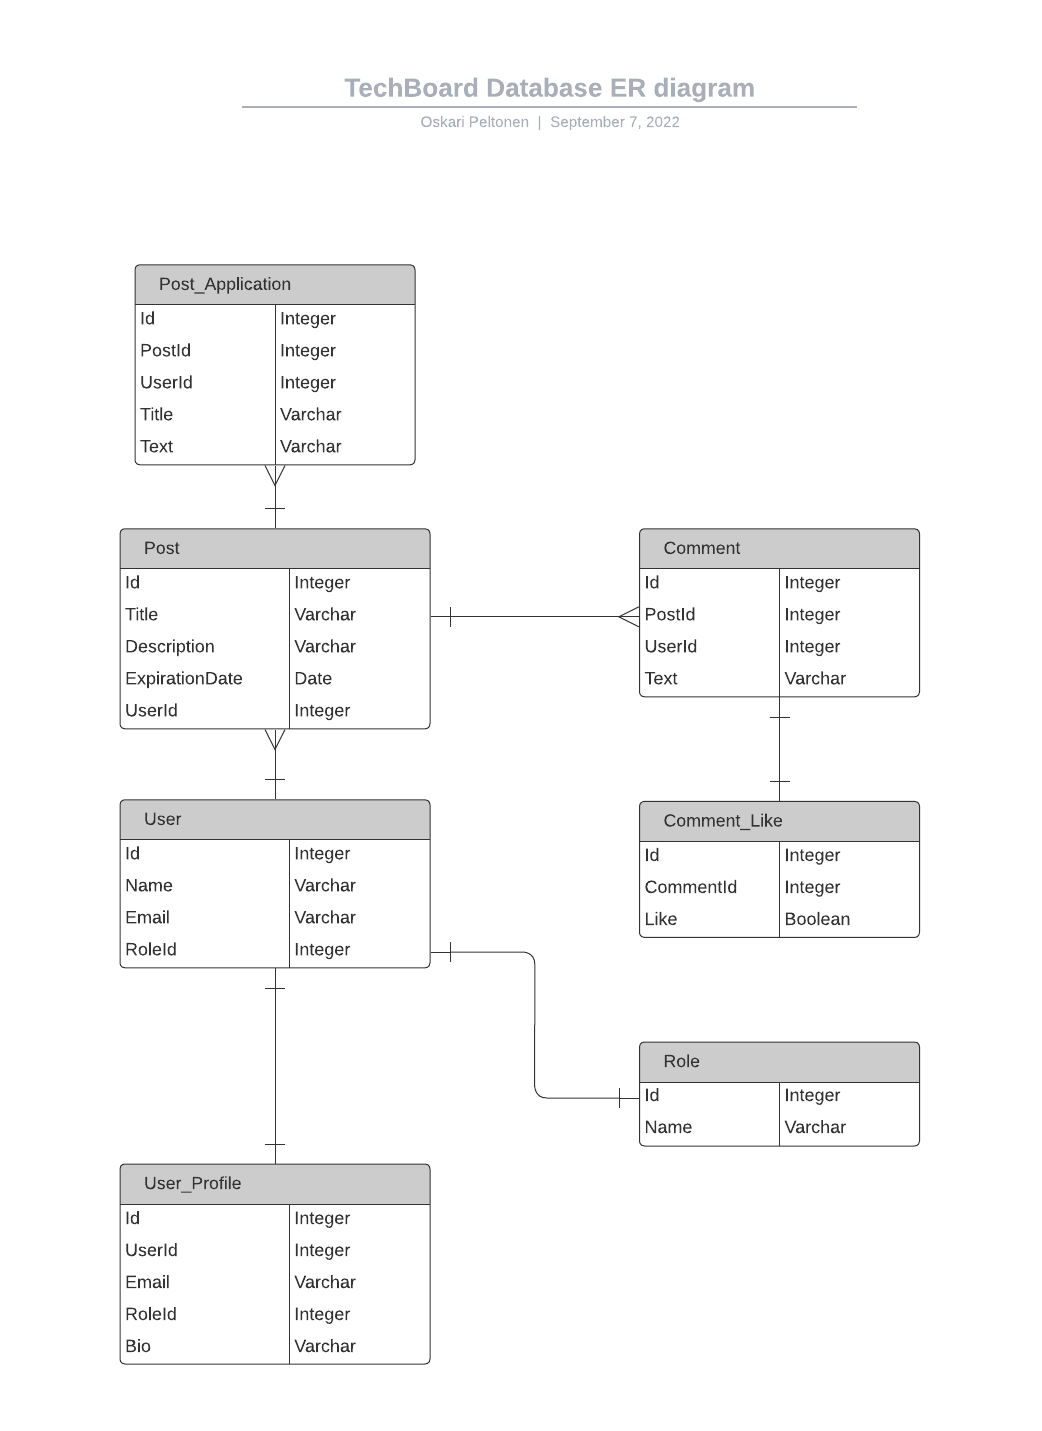 TechBoard Database ER diagram
Oskari Peltonen | September 7, 2022
Post_Application
Id Integer
PostId Integer
UserId Integer
Title Varchar
Text Varchar
Post
Id Integer
Title Varchar
Description Varchar
ExpirationDate Date
UserId Integer
Comment
Id Integer
PostId Integer
UserId Integer
Text Varchar
User
Id Integer
Name Varchar
Email Varchar
RoleId Integer
Comment_Like
Id Integer
CommentId Integer
Like Boolean
Role
Id Integer
Name Varchar
User_Profile
Id Integer
UserId Integer
Email Varchar
RoleId Integer
Bio Varchar